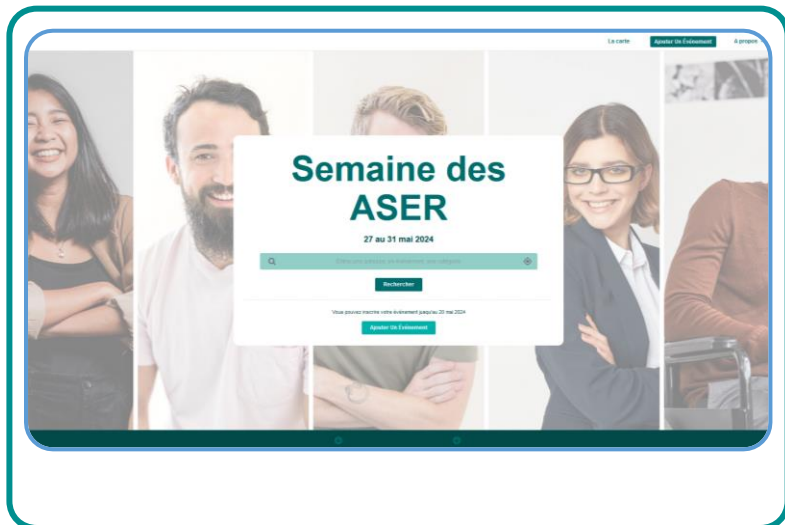 La carte
Ajouter Un Événement
A propos
Semaine des
ASER
27 au 31 mai 2024
Rechercher
Vous pouvez inscrire votre événement jusqu'au 20 mai 2024
Ajouter Un Événement